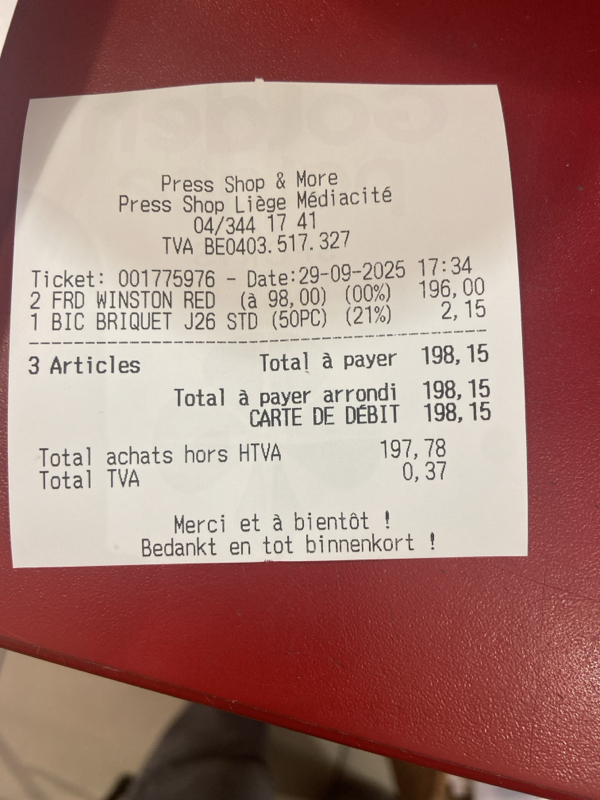 Press Shop & More
Press Shop Liège Médiacité
04/344 17 41
TVA BE0403.517.327
Ticket: 001775976 - Date:29-09-2025 17:34
2 FRD WINSTON RED (à 98,00) (00%) 196,00
1 BIC BRIQUET J26 STD (50PC) (21%) 2,15
3 Articles Total à payer 198,15
Total à payer arrondi 198,15
CARTE DE DÉBIT 198,15
Total achats hors HTVA 197,78
Total TVA 0,37
Merci et à bientôt !
Bedankt en tot binnenkort !